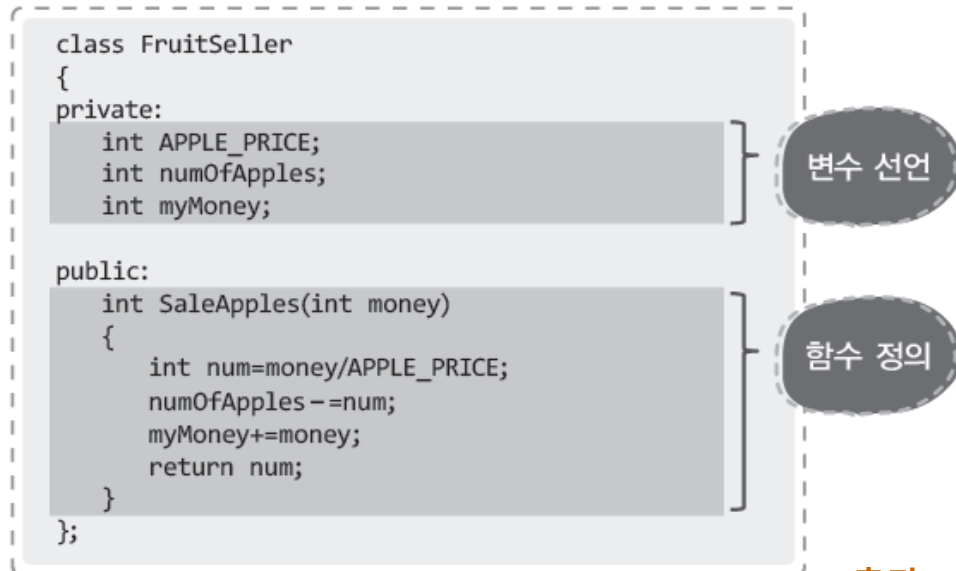 class FruitSeller
{
private:
int APPLE_PRICE;
int numOfApples;
int myMoney;
변수 선언
public:
int SaleApples(int money)
{
int num=money/APPLE_PRICE;
numOfApples-=num;
myMoney+=money;
return num;
}
};
함수 정의